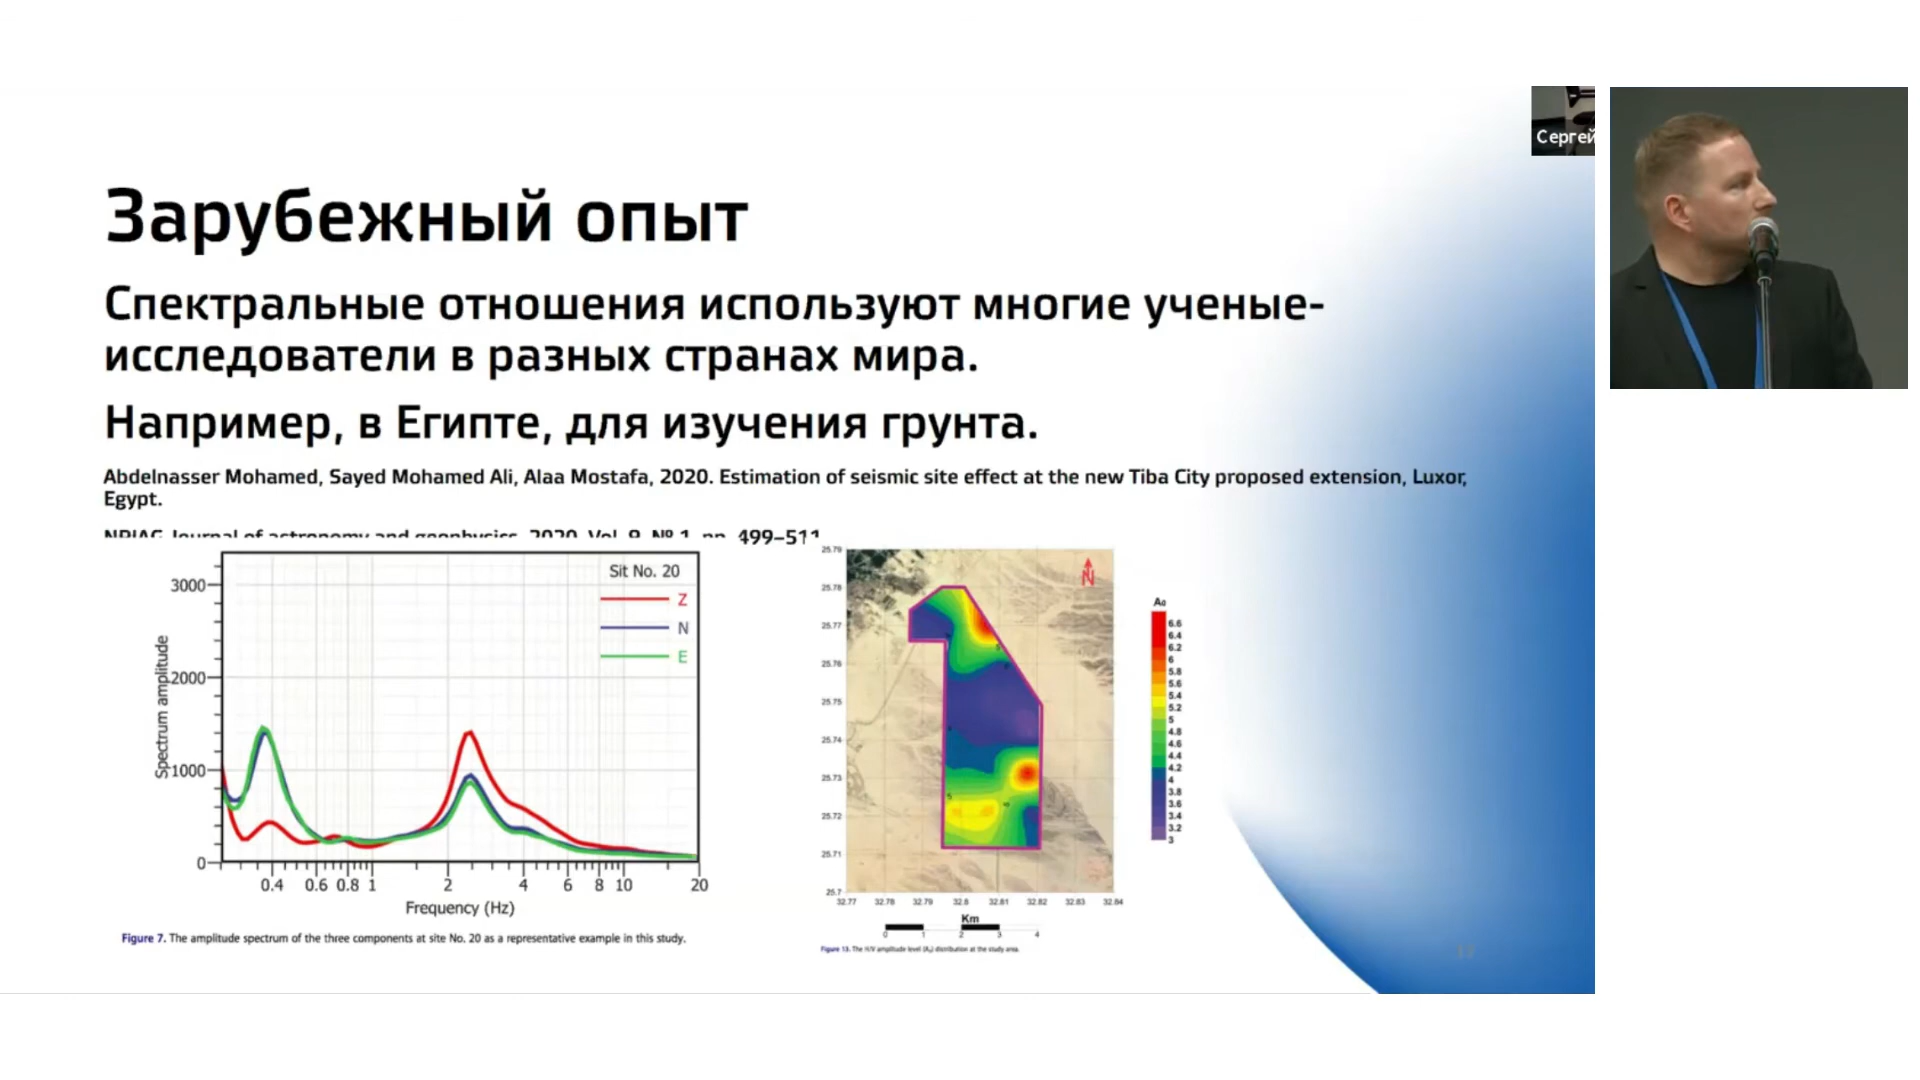 Сергей
Зарубежный опыт
Спектральные отношения используют многие ученые-
исследователи в разных странах мира.
Например, в Египте, для изучения грунта.
Abdelnasser Mohamed, Sayed Mohamed Ali, Alaa Mostafa, 2020. Estimation of seismic site effect at the new Tiba City proposed extension, Luxor,
Egypt.
NRIAG Journal of astronomy and geophysics, 2020, Vol. 9, № 1, pp. 499–511
Sit No. 20
Z
N
E
Spectrum amplitude
3000
2000
1000
0
0.4 0.6 0.8 1 2 4 6 8 10 20
Frequency (Hz)
Figure 7. The amplitude spectrum of the three components at site No. 20 as a representative example in this study.
25.79
25.78
25.77
25.76
25.75
25.74
25.73
25.72
25.71
25.7
32.77 32.78 32.79 32.8 32.81 32.82 32.83 32.84
N
Km
0 1 2 3 4
A₀
6.6
6.4
6.2
6
5.8
5.6
5.4
5.2
5
4.8
4.6
4.4
4.2
4
3.8
3.6
3.4
3.2
3
Figure 13. The H/V amplitude level (A₀) distribution at the study area.